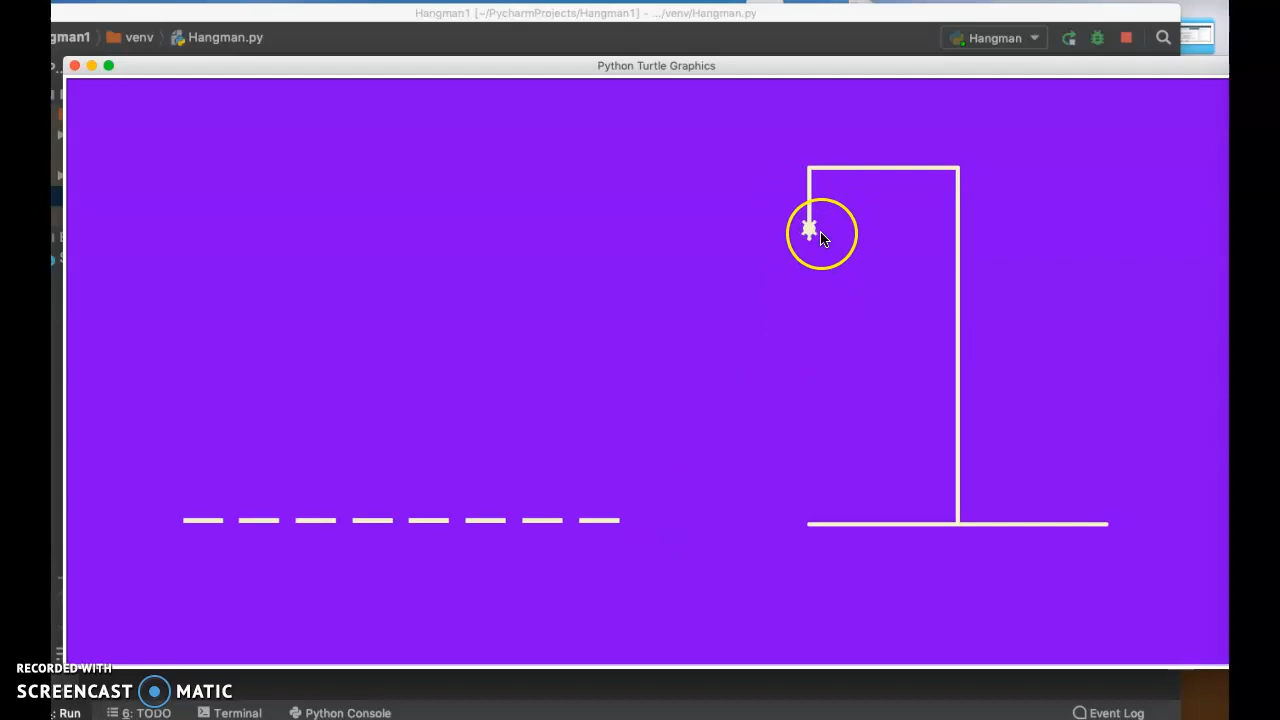 Hangman1 [~/PycharmProjects/Hangman1] - .../venv/Hangman.py
gman1 venv Hangman.py Hangman
Python Turtle Graphics
RECORDED WITH
SCREENCAST MATIC
: Run 6: TODO Terminal Python Console Event Log